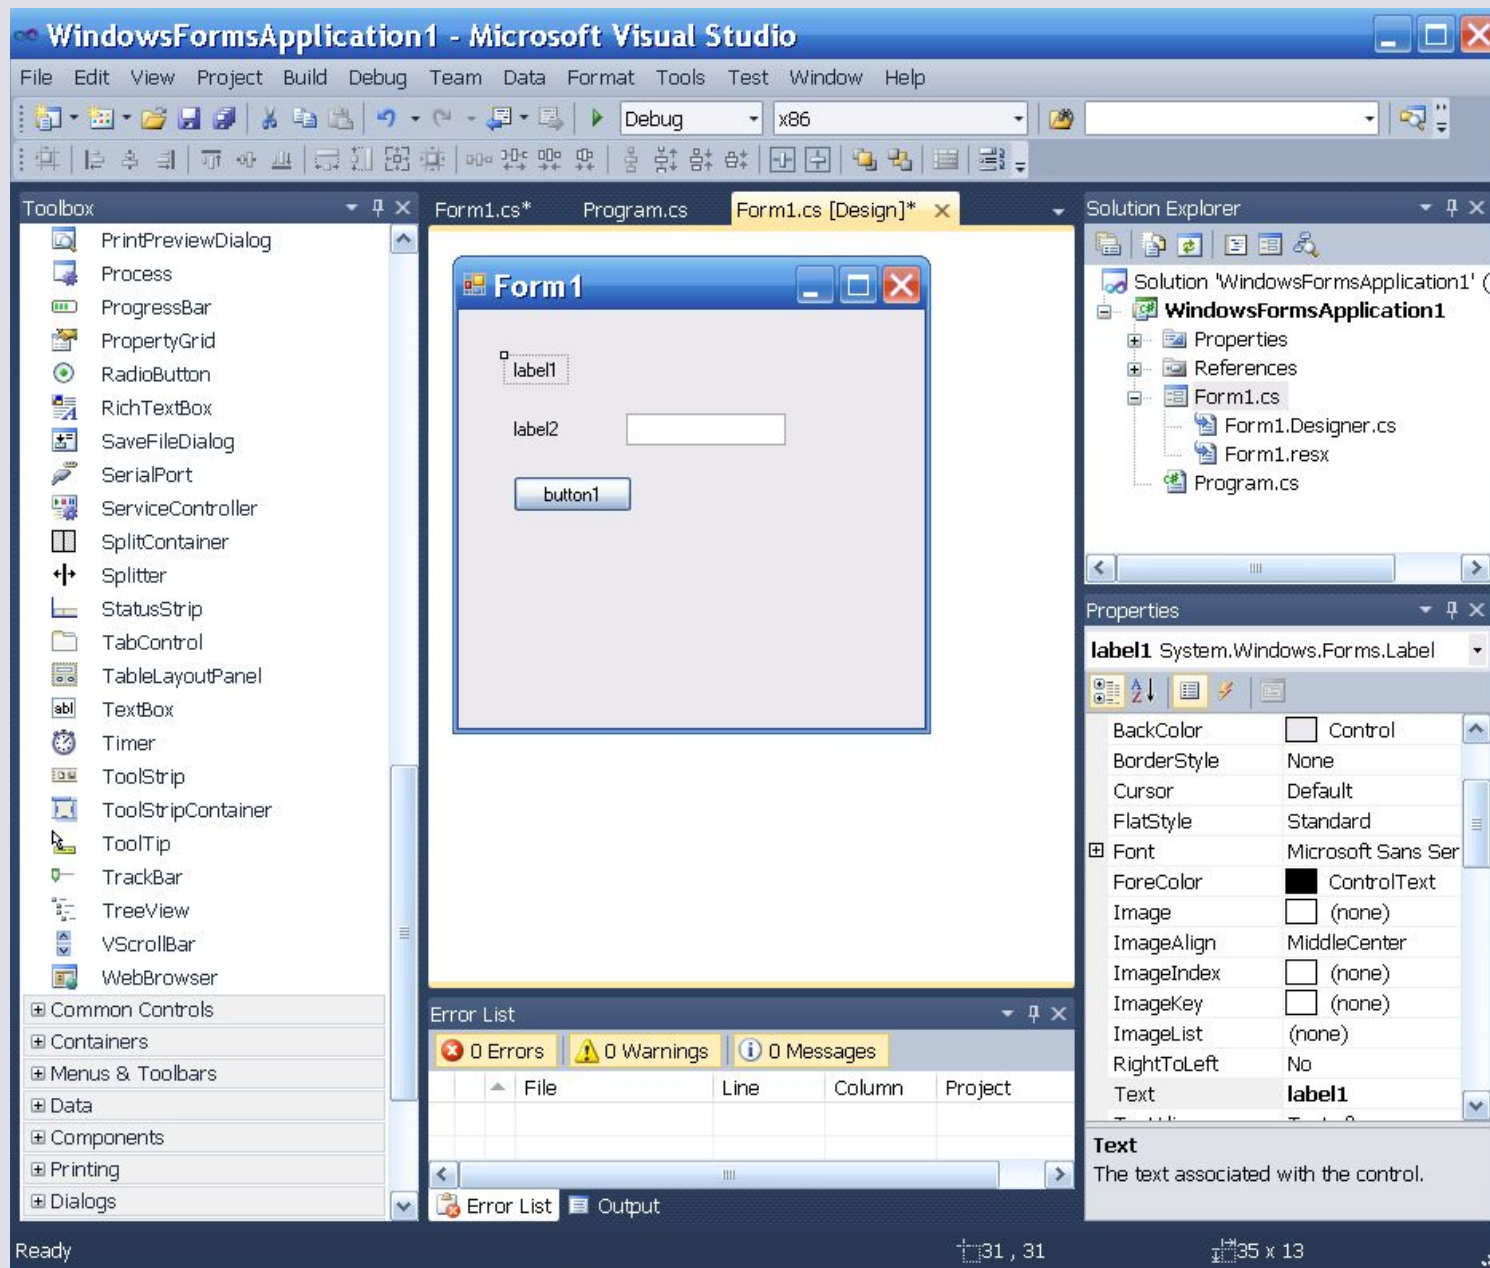 WindowsFormsApplication1 - Microsoft Visual Studio
File Edit View Project Build Debug Team Data Format Tools Test Window Help
Debug x86
Toolbox
PrintPreviewDialog
Process
ProgressBar
PropertyGrid
RadioButton
RichTextBox
SaveFileDialog
SerialPort
ServiceController
SplitContainer
Splitter
StatusStrip
TabControl
TableLayoutPanel
abl TextBox
Timer
ToolStrip
ToolStripContainer
ToolTip
TrackBar
TreeView
VScrollBar
WebBrowser
Common Controls
Containers
Menus & Toolbars
Data
Components
Printing
Dialogs
Form1.cs* Program.cs Form1.cs [Design]*
Form1
label1
label2
button1
Error List
0 Errors 0 Warnings 0 Messages
File Line Column Project
Error List Output
Solution Explorer
Solution 'WindowsFormsApplication1' (
WindowsFormsApplication1
Properties
References
Form1.cs
Form1.Designer.cs
Form1.resx
Program.cs
Properties
label1 System.Windows.Forms.Label
BackColor Control
BorderStyle None
Cursor Default
FlatStyle Standard
Font Microsoft Sans Ser
ForeColor ControlText
Image (none)
ImageAlign MiddleCenter
ImageIndex (none)
ImageKey (none)
ImageList (none)
RightToLeft No
Text label1
Text
The text associated with the control.
Ready 31 , 31 35 x 13